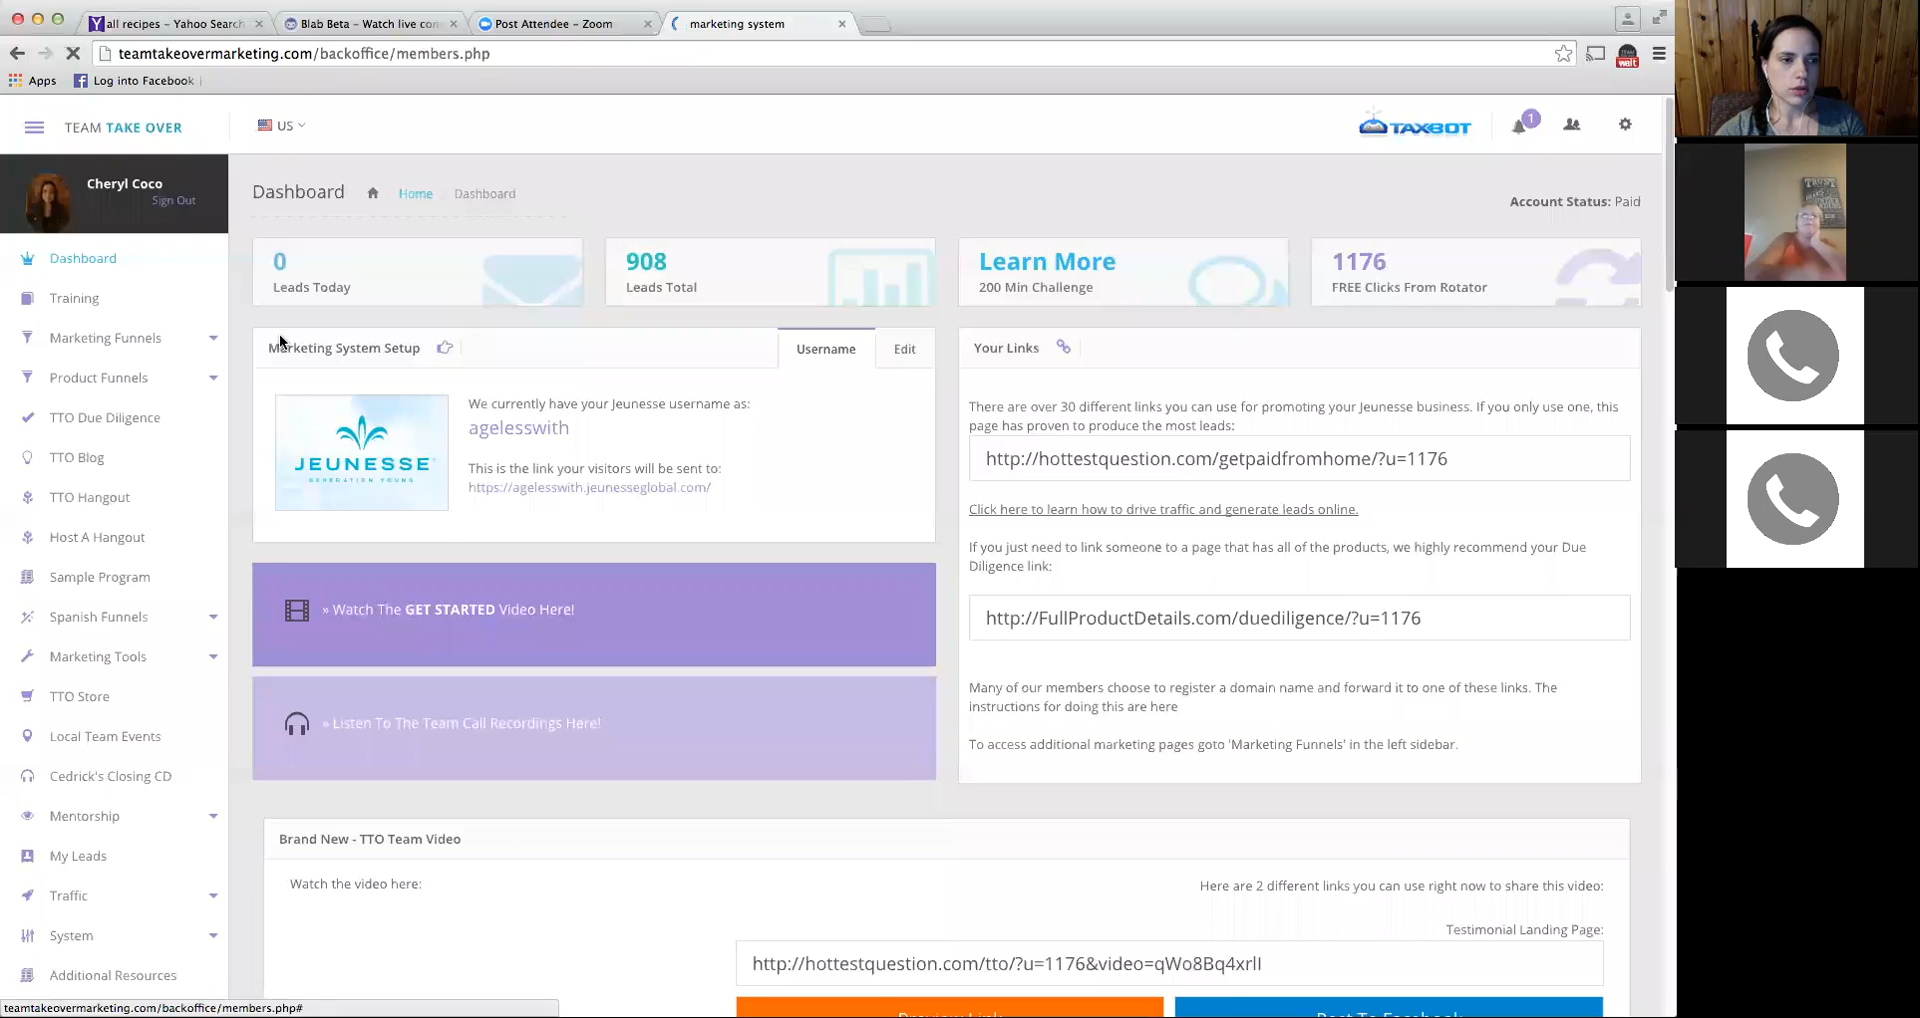 all recipes – Yahoo Search
Blab Beta – Watch live con
Post Attendee – Zoom
marketing system
teamtakeovermarketing.com/backoffice/members.php
Apps
Log into Facebook
TEAM TAKE OVER
US
TAXBOT
1
Cheryl Coco
Sign Out
Dashboard
Home
Dashboard
Account Status: Paid
0
Leads Today
908
Leads Total
Learn More
200 Min Challenge
1176
FREE Clicks From Rotator
Dashboard
Training
Marketing Funnels
Product Funnels
TTO Due Diligence
TTO Blog
TTO Hangout
Host A Hangout
Sample Program
Spanish Funnels
Marketing Tools
TTO Store
Local Team Events
Cedrick's Closing CD
Mentorship
My Leads
Traffic
System
Additional Resources
Marketing System Setup
Username
Edit
JEUNESSE
GENERATION YOUNG
We currently have your Jeunesse username as:
agelesswith
This is the link your visitors will be sent to:
https://agelesswith.jeunesseglobal.com/
» Watch The GET STARTED Video Here!
» Listen To The Team Call Recordings Here!
Your Links
There are over 30 different links you can use for promoting your Jeunesse business. If you only use one, this
page has proven to produce the most leads:
http://hottestquestion.com/getpaidfromhome/?u=1176
Click here to learn how to drive traffic and generate leads online.
If you just need to link someone to a page that has all of the products, we highly recommend your Due
Diligence link:
http://FullProductDetails.com/duediligence/?u=1176
Many of our members choose to register a domain name and forward it to one of these links. The
instructions for doing this are here
To access additional marketing pages goto 'Marketing Funnels' in the left sidebar.
Brand New - TTO Team Video
Watch the video here:
Here are 2 different links you can use right now to share this video:
Testimonial Landing Page:
http://hottestquestion.com/tto/?u=1176&video=qWo8Bq4xrlI
Preview Link
Post To Facebook
teamtakeovermarketing.com/backoffice/members.php#